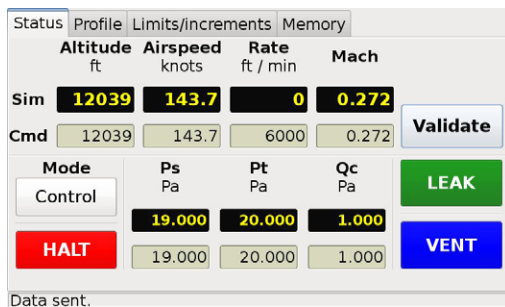 Status Profile Limits/increments Memory
Altitude Airspeed Rate Mach
ft knots ft / min
Sim 12039 143.7 0 0.272
Cmd 12039 143.7 6000 0.272 Validate
Mode Ps Pt Qc
Pa Pa Pa LEAK
Control
19.000 20.000 1.000
HALT VENT
19.000 20.000 1.000
Data sent.